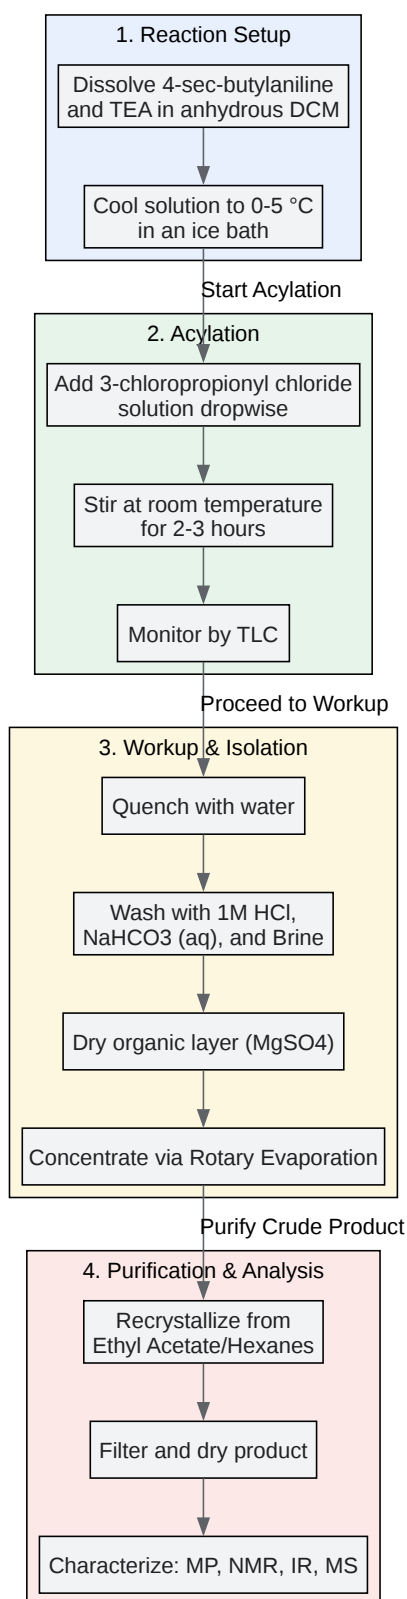 1. Reaction Setup
Dissolve 4-sec-butylaniline
and TEA in anhydrous DCM
Cool solution to 0-5 °C
in an ice bath
Start Acylation
2. Acylation
Add 3-chloropropionyl chloride
solution dropwise
Stir at room temperature
for 2-3 hours
Monitor by TLC
Proceed to Workup
3. Workup & Isolation
Quench with water
Wash with 1M HCl,
NaHCO3 (aq), and Brine
Dry organic layer (MgSO4)
Concentrate via Rotary Evaporation
Purify Crude Product
4. Purification & Analysis
Recrystallize from
Ethyl Acetate/Hexanes
Filter and dry product
Characterize: MP, NMR, IR, MS